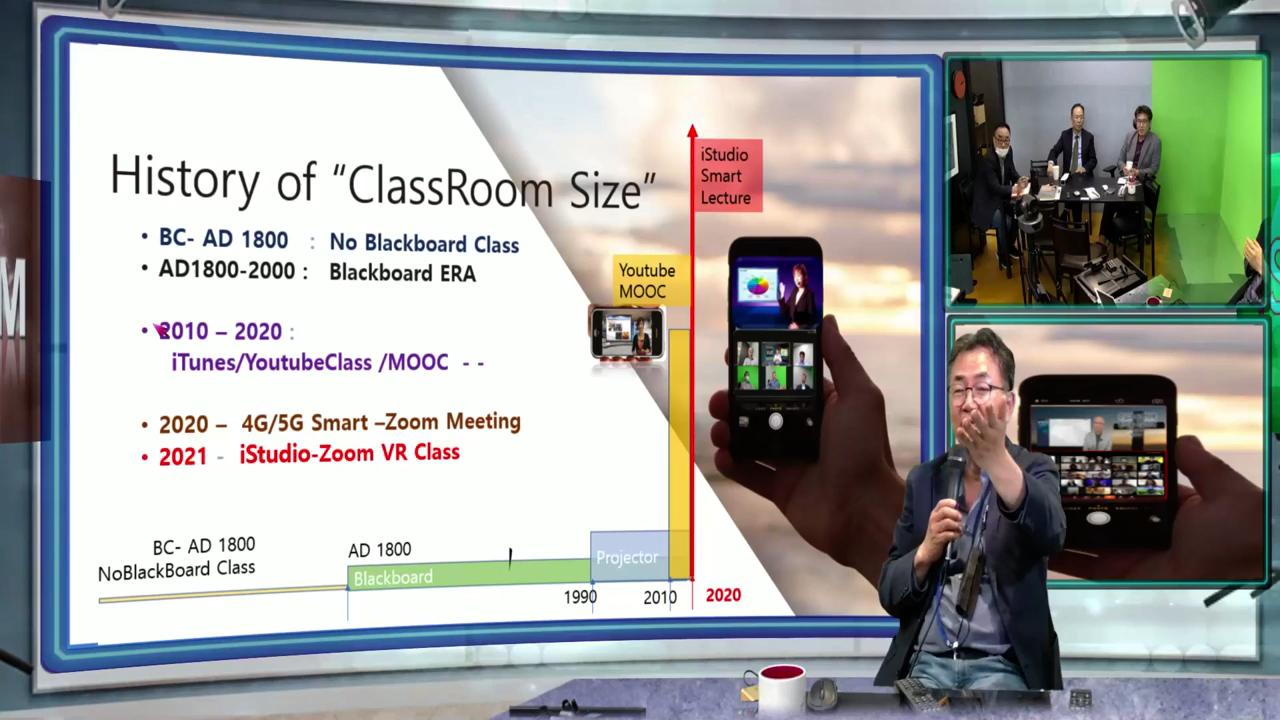 History of “ClassRoom Size”
• BC- AD 1800 : No Blackboard Class
• AD1800-2000 : Blackboard ERA
• 2010 – 2020 :
iTunes/YoutubeClass /MOOC - -
• 2020 – 4G/5G Smart –Zoom Meeting
• 2021 - iStudio-Zoom VR Class
iStudio
Smart
Lecture
Youtube
MOOC
BC- AD 1800
NoBlackBoard Class
AD 1800
Blackboard
Projector
1990
2010
2020
M